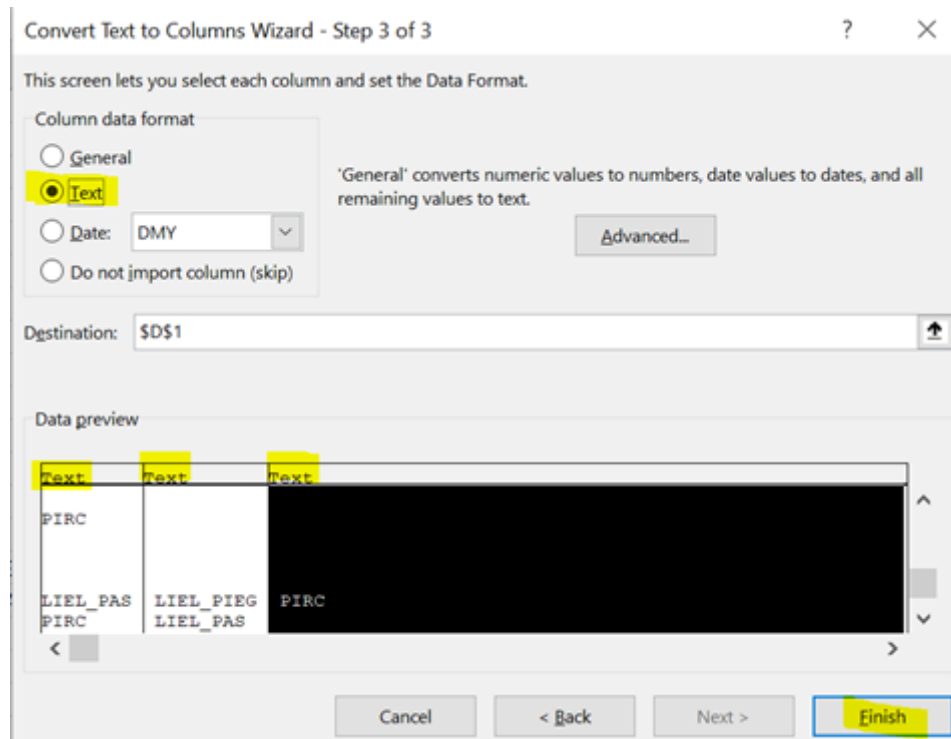 Convert Text to Columns Wizard - Step 3 of 3 ?
This screen lets you select each column and set the Data Format.
Column data format
General
Text
Date: DMY
Do not import column (skip)
'General' converts numeric values to numbers, date values to dates, and all
remaining values to text.
Advanced...
Destination: $D$1
Data preview
Text Text Text
PIRC
LIEL_PAS LIEL_PIEG PIRC
PIRC LIEL_PAS
Cancel < Back Next > Finish